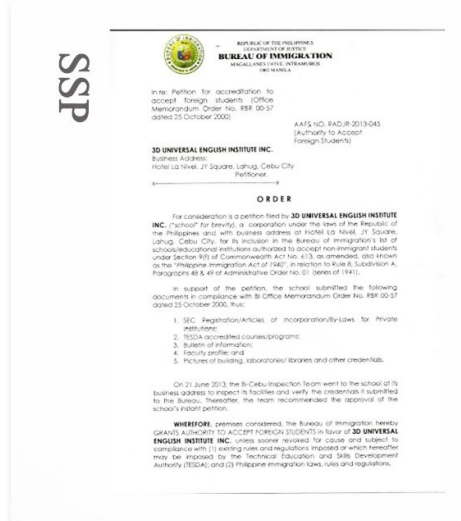 SSP
REPUBLIC OF THE PHILIPPINES
DEPARTMENT OF JUSTICE
BUREAU OF IMMIGRATION
MAGALLANES DRIVE, INTRAMUROS
1002 MANILA
In re: Petition for accreditation to
accept foreign students (Office
Memorandum Order No. RBR 00-57
dated 25 October 2000)
AAFS NO. RADJR-2013-045
(Authority to Accept
Foreign Students)
3D UNIVERSAL ENGLISH INSTITUTE INC.
Business Address:
Hotel La Nivel, JY Square, Lahug, Cebu City
Petitioner.
x-------------------------------------------x
ORDER
For consideration is a petition filed by 3D UNIVERSAL ENGLISH INSTITUTE
INC. ("school" for brevity), a corporation under the laws of the Republic of
the Philippines and with business address at Hotel La Nivel, JY Square,
Lahug, Cebu City, for its inclusion in the Bureau of Immigration's list of
schools/educational institutions authorized to accept non-immigrant students
under Section 9(f) of Commonwealth Act No. 613, as amended, also known
as the "Philippine Immigration Act of 1940", in relation to Rule 8, Subdivision A,
Paragraphs 48 & 49 of Administrative Order No. 01 (series of 1941).
In support of the petition, the school submitted the following
documents in compliance with BI Office Memorandum Order No. RBR 00-57
dated 25 October 2000, thus:
1. SEC Registration/Articles of Incorporation/By-Laws for Private
Institutions;
2. TESDA accredited courses/programs;
3. Bulletin of information;
4. Faculty profile; and
5. Pictures of building, laboratories/ libraries and other credentials.
On 21 June 2013, the BI-Cebu Inspection Team went to the school at its
business address to inspect its facilities and verify the credentials it submitted
to the Bureau. Thereafter, the team recommended the approval of the
school's instant petition.
WHEREFORE, premises considered, the Bureau of Immigration hereby
GRANTS AUTHORITY TO ACCEPT FOREIGN STUDENTS in favor of 3D UNIVERSAL
ENGLISH INSTITUTE INC. unless sooner revoked for cause and subject to
compliance with (1) existing rules and regulations imposed or which hereafter
may be imposed by the Technical Education and Skills Development
Authority (TESDA); and (2) Philippine immigration laws, rules and regulations.